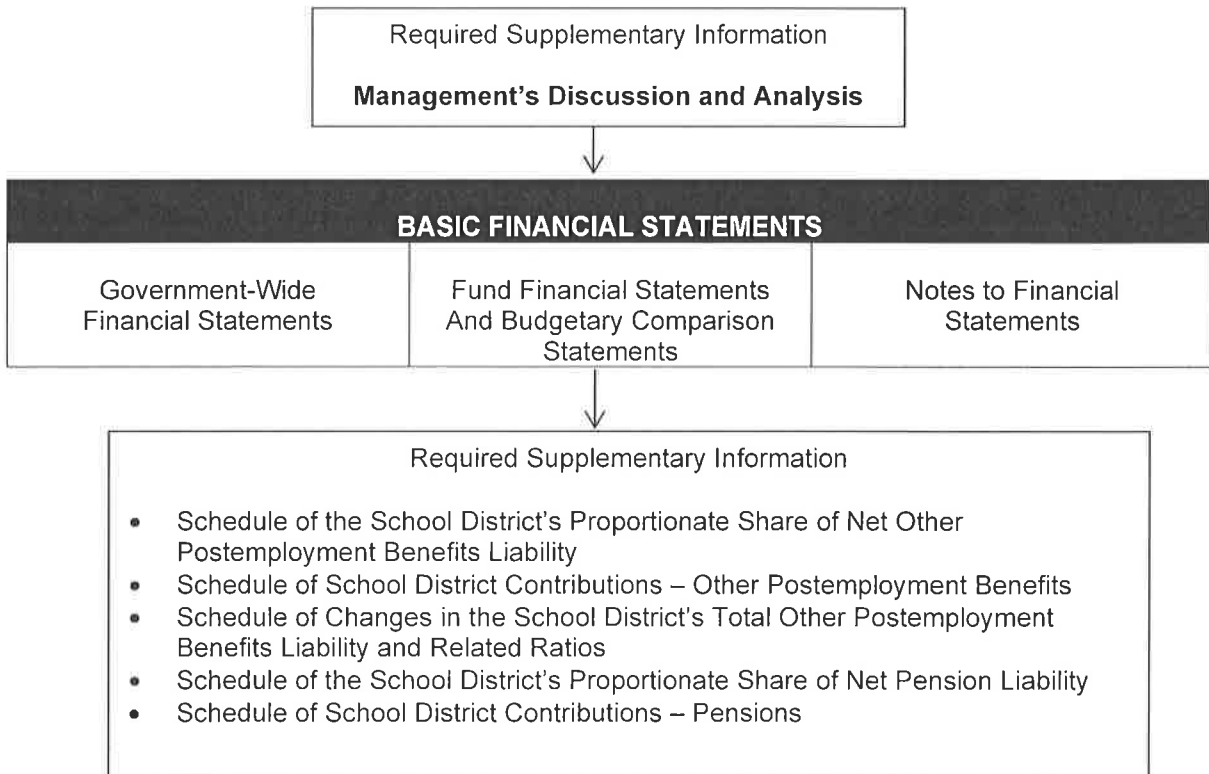 Required Supplementary Information
Management's Discussion and Analysis
BASIC FINANCIAL STATEMENTS
Government-Wide
Financial Statements
Fund Financial Statements
And Budgetary Comparison
Statements
Notes to Financial
Statements
Required Supplementary Information
• Schedule of the School District's Proportionate Share of Net Other
Postemployment Benefits Liability
• Schedule of School District Contributions – Other Postemployment Benefits
• Schedule of Changes in the School District's Total Other Postemployment
Benefits Liability and Related Ratios
• Schedule of the School District's Proportionate Share of Net Pension Liability
• Schedule of School District Contributions – Pensions